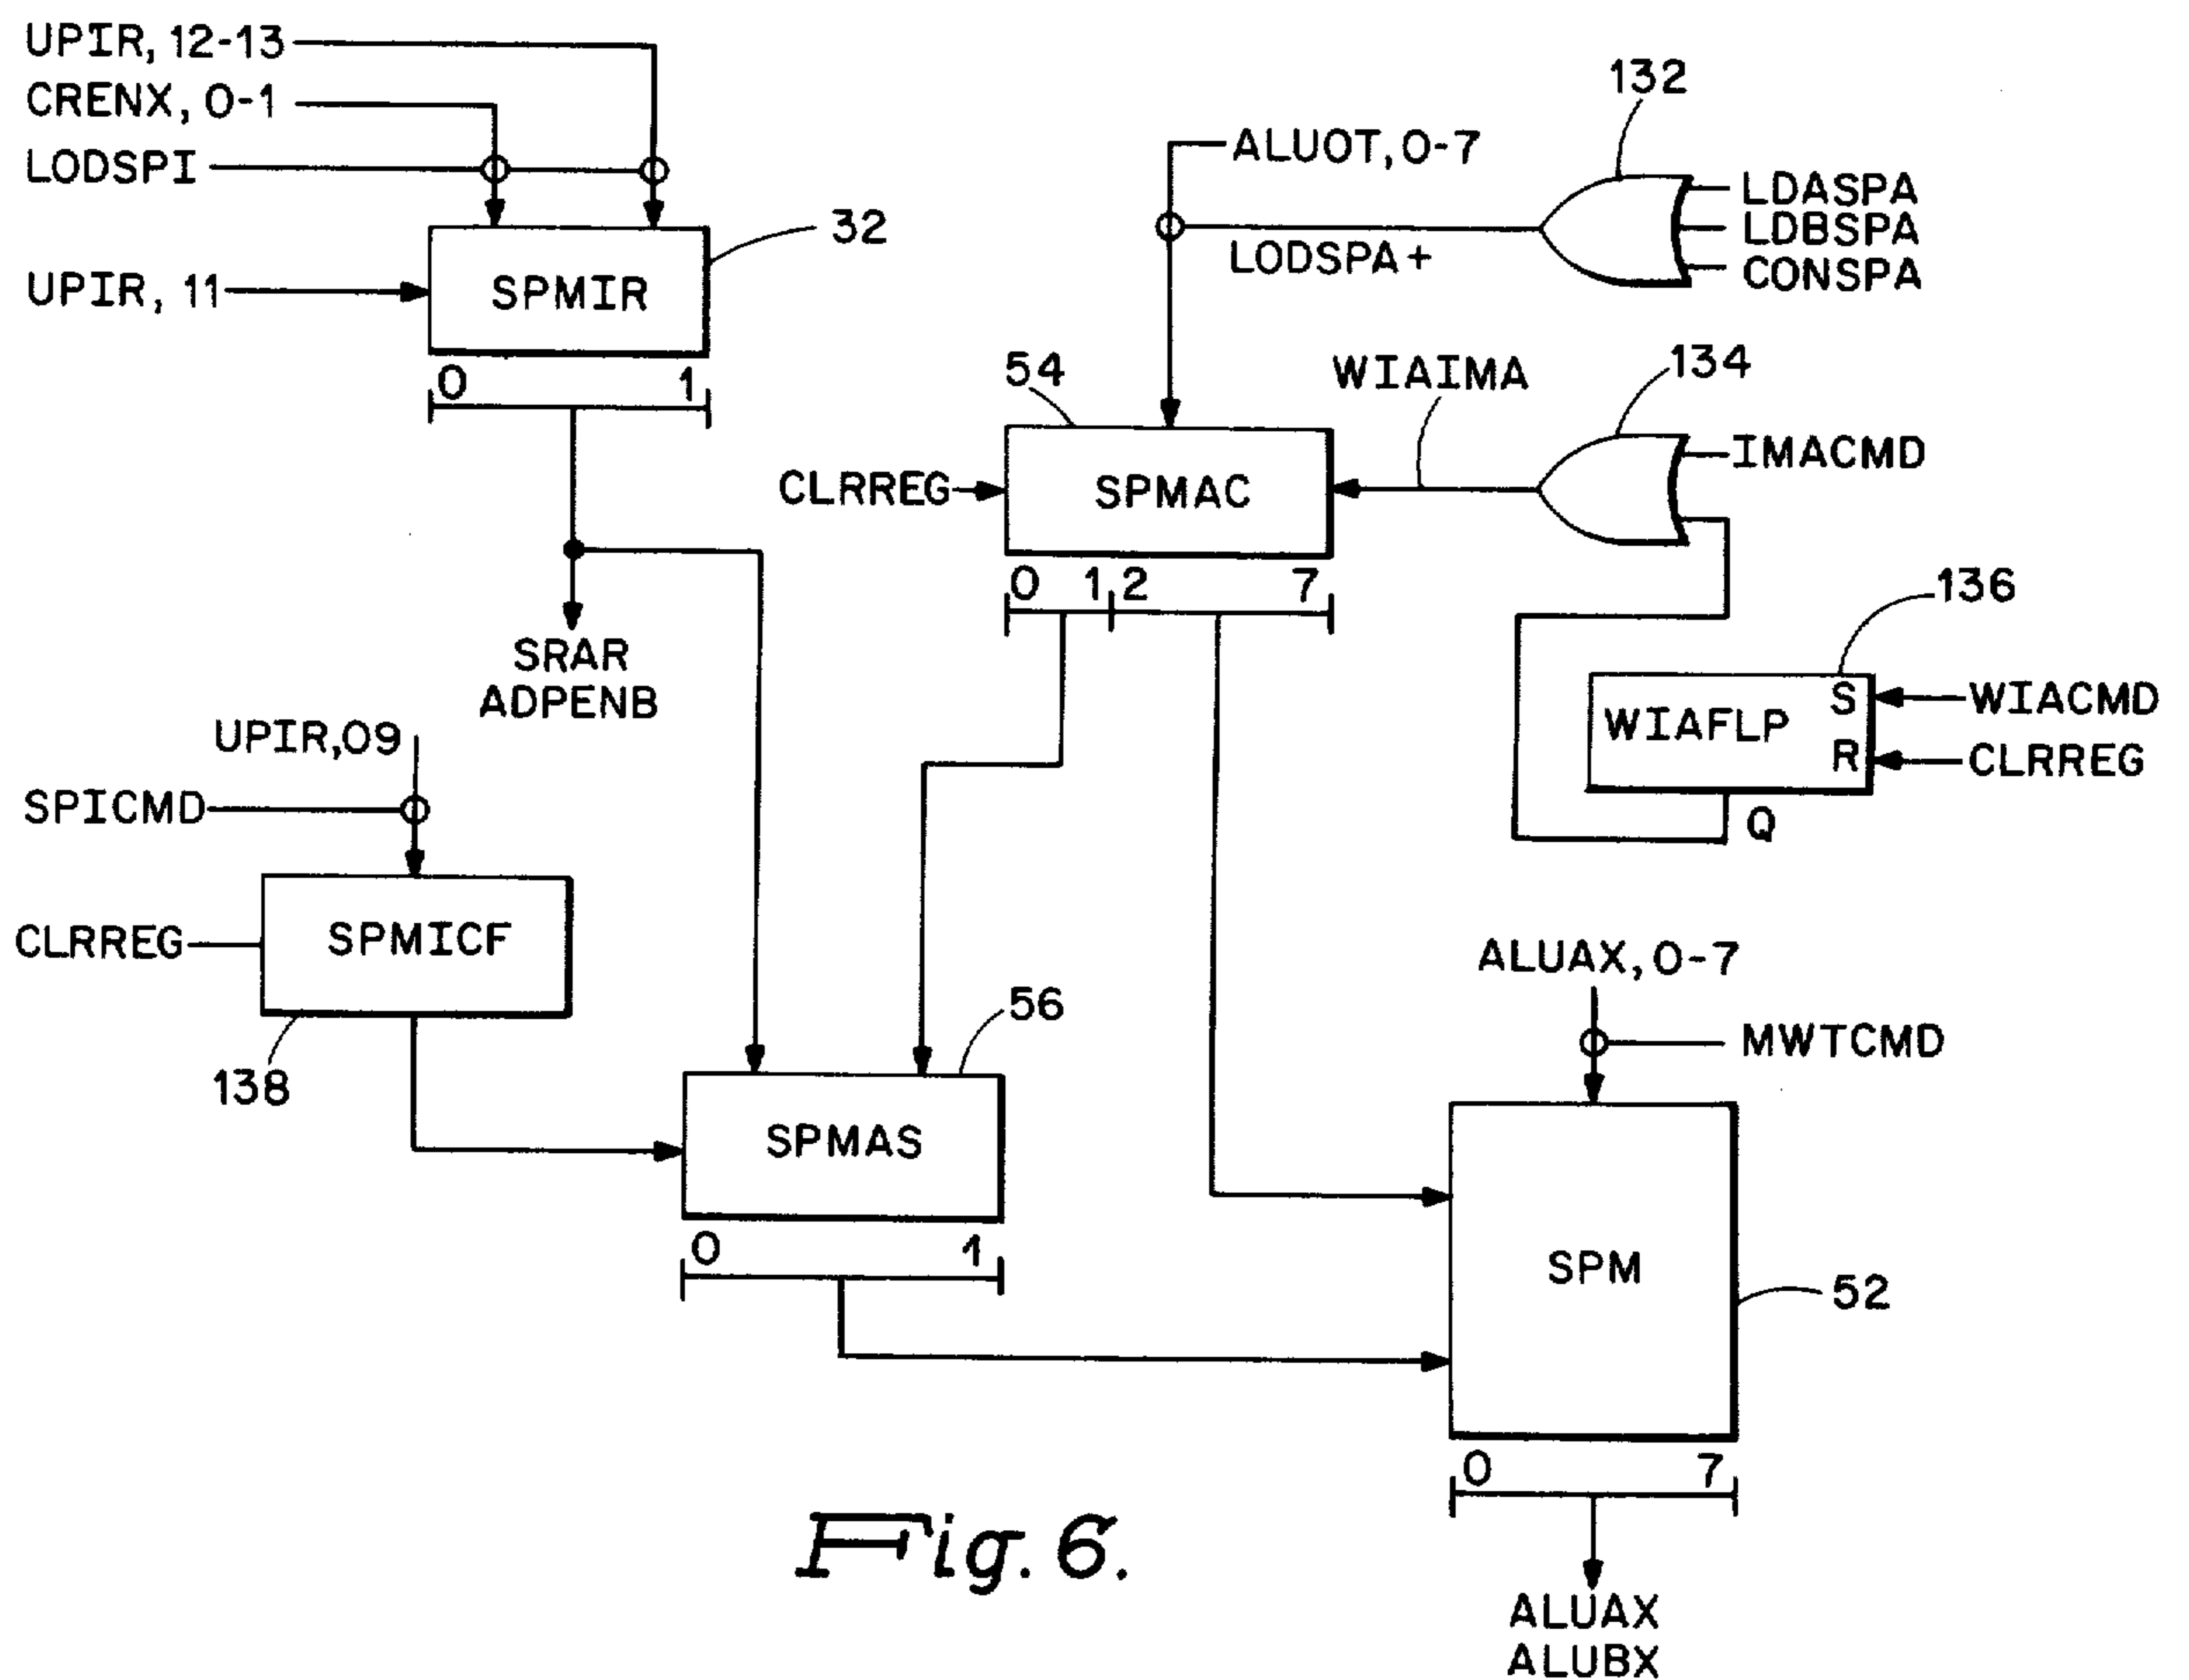 UPIR, 12-13
CRENX, 0-1
LODSPI
UPIR, 11
SPMIR
32
0 1
SRAR
ADPENB
132
ALUOT, 0-7
LDASPA
LDBSPA
CONSPA
LODSPA+
54
WIAIMA
134
IMACMD
CLRREG
SPMAC
0 1 2 7
136
WIAFLP
S
R
WIACMD
CLRREG
Q
UPIR,09
SPICMD
CLRREG
SPMICF
138
56
SPMAS
0 1
ALUAX, 0-7
MWTCMD
SPM
52
0 7
ALUAX
ALUBX
Fig. 6.